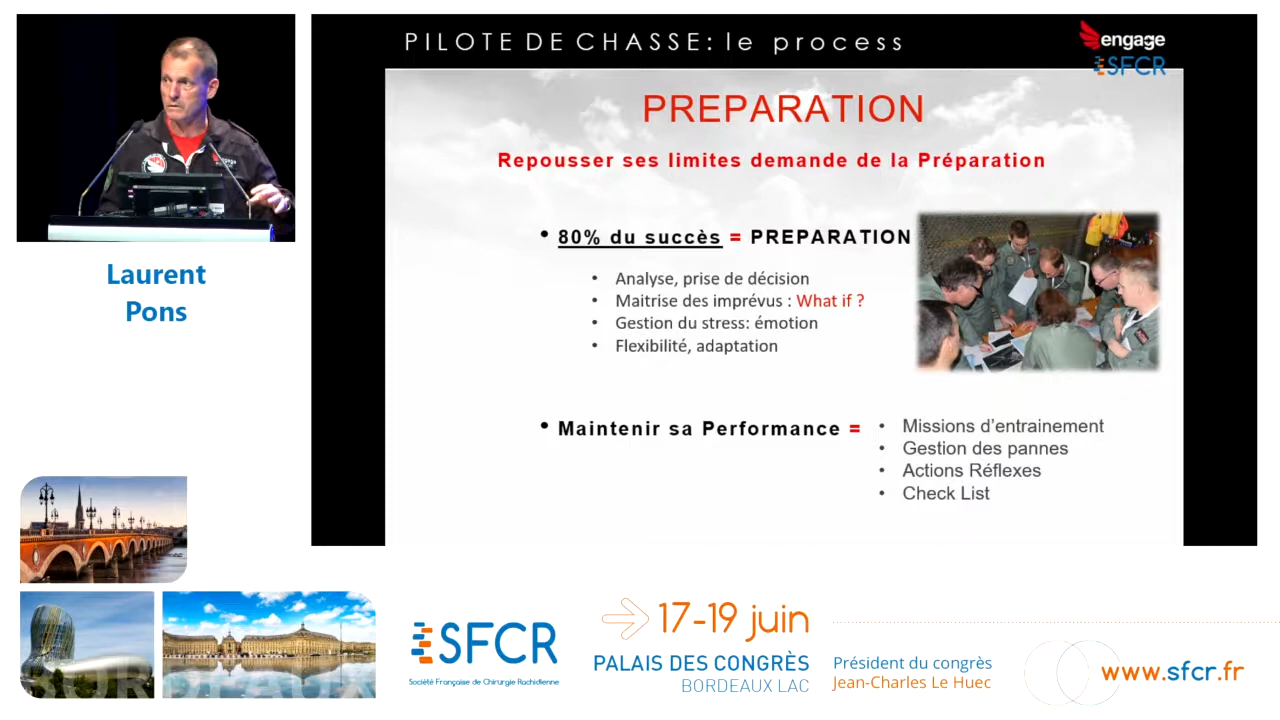 PILOTE DE CHASSE: le process
engage
SFCR
PREPARATION
Repousser ses limites demande de la Préparation
• 80% du succès = PREPARATION
• Analyse, prise de décision
• Maitrise des imprévus : What if ?
• Gestion du stress: émotion
• Flexibilité, adaptation
• Maintenir sa Performance =
• Missions d'entrainement
• Gestion des pannes
• Actions Réflexes
• Check List
Laurent
Pons
BORDEAUX
SFCR
Société Française de Chirurgie Rachidienne
17-19 juin
PALAIS DES CONGRÈS
BORDEAUX LAC
Président du congrès
Jean-Charles Le Huec
www.sfcr.fr